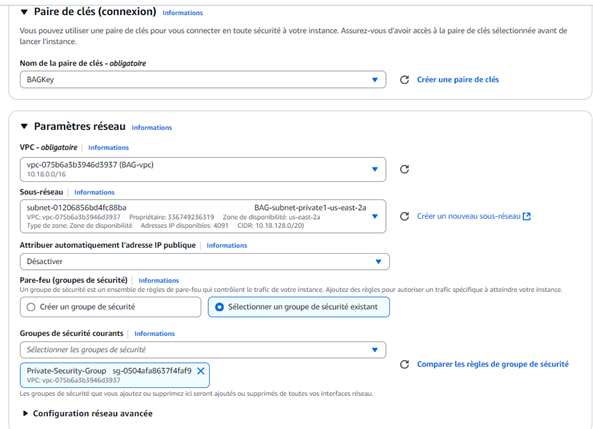 Paire de clés (connexion) Informations
Vous pouvez utiliser une paire de clés pour vous connecter en toute sécurité à votre instance. Assurez-vous d'avoir accès à la paire de clés sélectionnée avant de
lancer l'instance.
Nom de la paire de clés - obligatoire
BAGKey
Créer une paire de clés
Paramètres réseau Informations
VPC - obligatoire | Informations
vpc-075b6a3b3946d3937 (BAG-vpc)
10.18.0.0/16
Sous-réseau | Informations
subnet-01206856bd4fc88ba BAG-subnet-private1-us-east-2a
VPC: vpc-075b6a3b3946d3937 Propriétaire: 336749236319 Zone de disponibilité: us-east-2a
Type de zone: Zone de disponibilité Adresses IP disponibles: 4091 CIDR: 10.18.128.0/20)
Créer un nouveau sous-réseau
Attribuer automatiquement l'adresse IP publique | Informations
Désactiver
Pare-feu (groupes de sécurité) | Informations
Un groupe de sécurité est un ensemble de règles de pare-feu qui contrôlent le trafic de votre instance. Ajoutez des règles pour autoriser un trafic spécifique à atteindre votre instance.
Créer un groupe de sécurité
Sélectionner un groupe de sécurité existant
Groupes de sécurité courants | Informations
Sélectionner les groupes de sécurité
Private-Security-Group sg-0504afa8637f4faf9
VPC: vpc-075b6a3b3946d3937
Comparer les règles de groupe de sécurité
Les groupes de sécurité que vous ajoutez ou supprimez ici seront ajoutés ou supprimés de toutes vos interfaces réseau.
Configuration réseau avancée